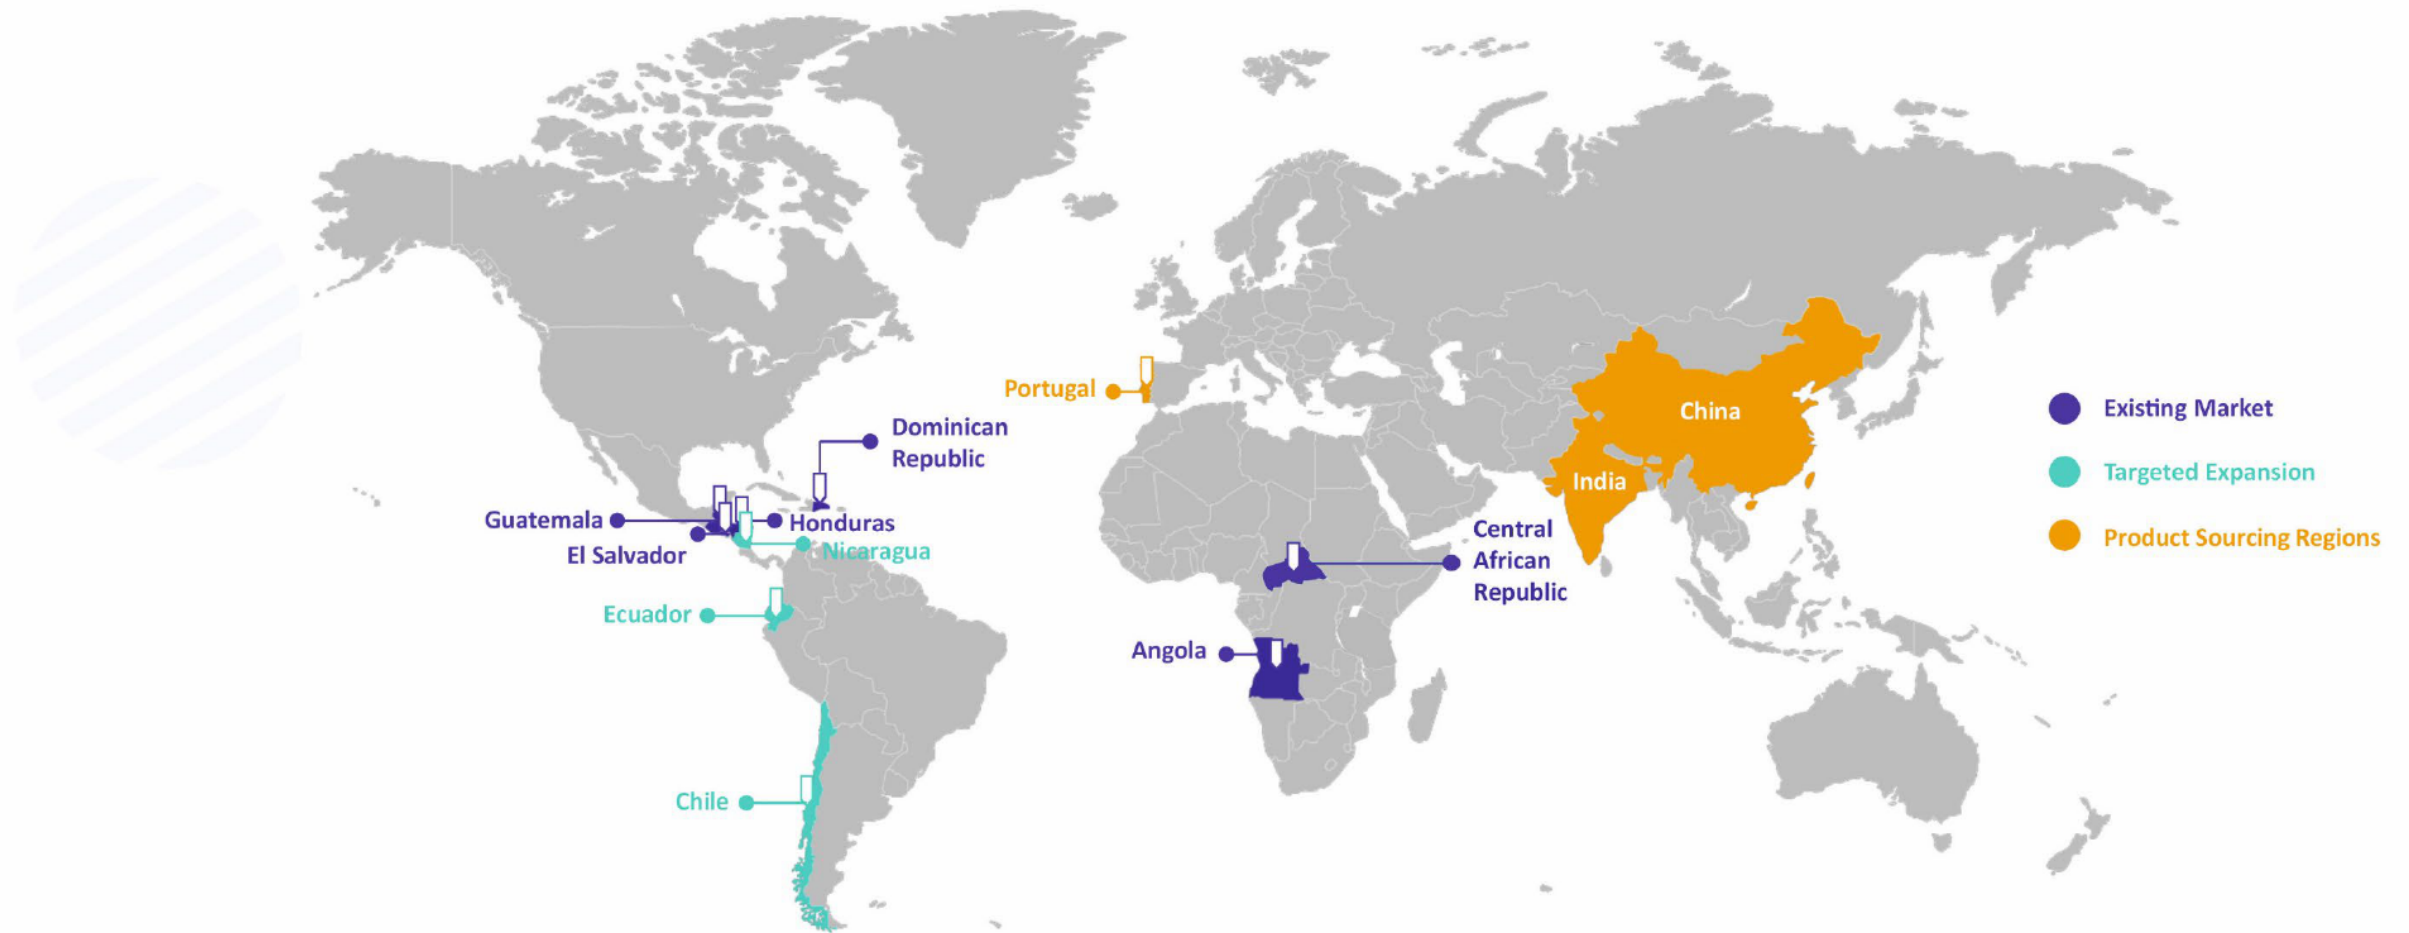 Portugal
China
India
Dominican
Republic
Guatemala
Honduras
El Salvador
Nicaragua
Ecuador
Chile
Central
African
Republic
Angola
Existing Market
Targeted Expansion
Product Sourcing Regions